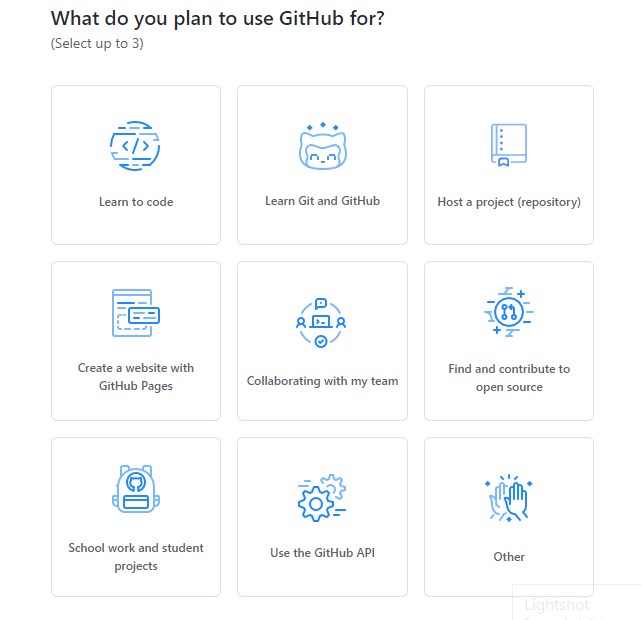 What do you plan to use GitHub for?
(Select up to 3)
Learn to code
Learn Git and GitHub
Host a project (repository)
Create a website with
GitHub Pages
Collaborating with my team
Find and contribute to
open source
School work and student
projects
Use the GitHub API
Other
Lightshot